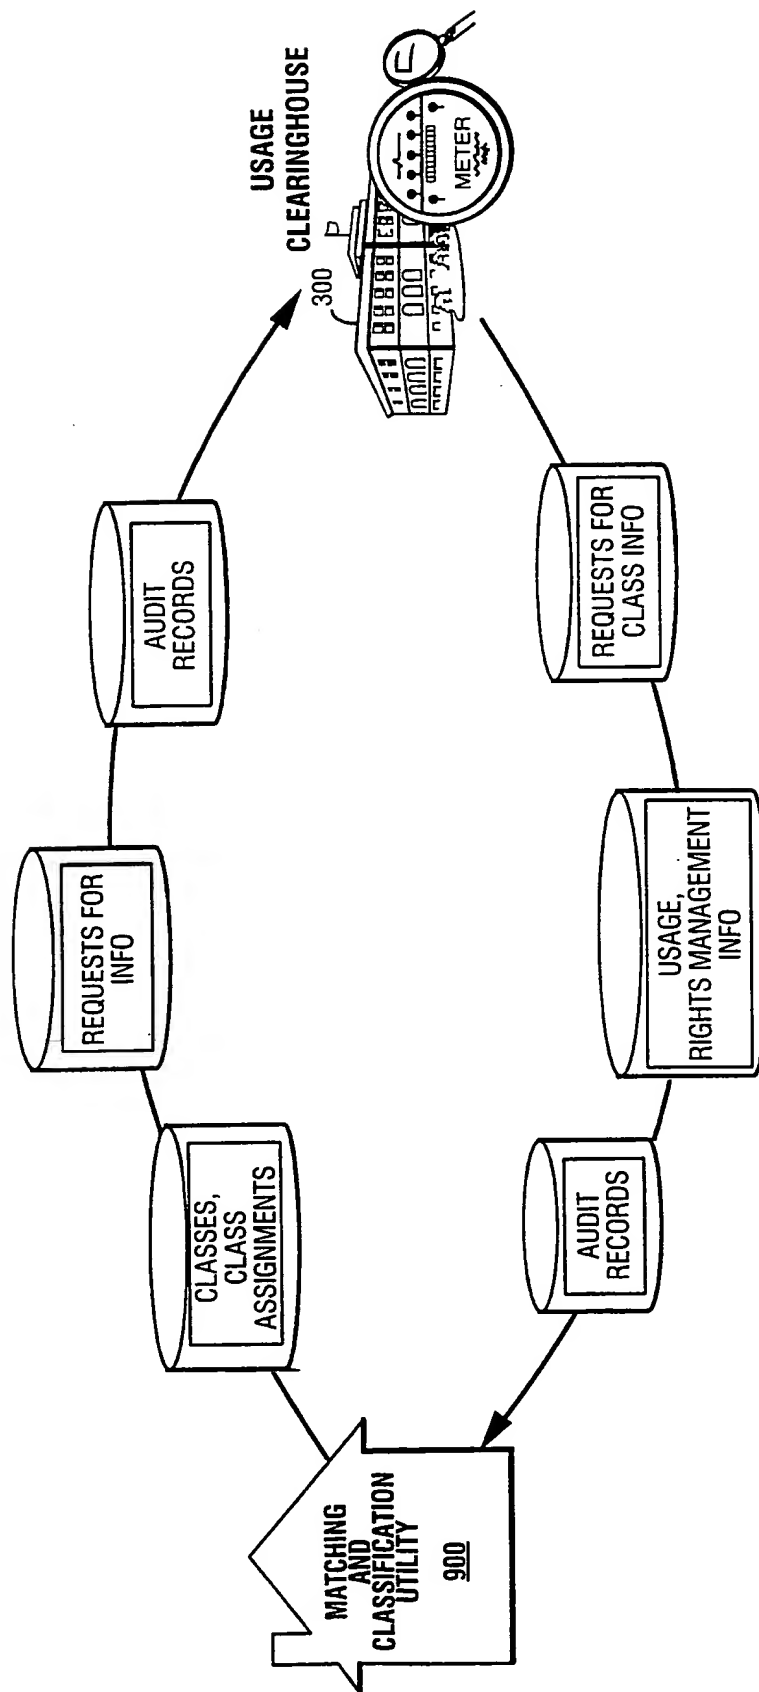 MATCHING
AND
CLASSIFICATION
UTILITY
900
CLASSES,
CLASS
ASSIGNMENTS
REQUESTS FOR
INFO
AUDIT
RECORDS
USAGE
CLEARINGHOUSE
300
METER
REQUESTS FOR
CLASS INFO
USAGE,
RIGHTS MANAGEMENT
INFO
AUDIT
RECORDS